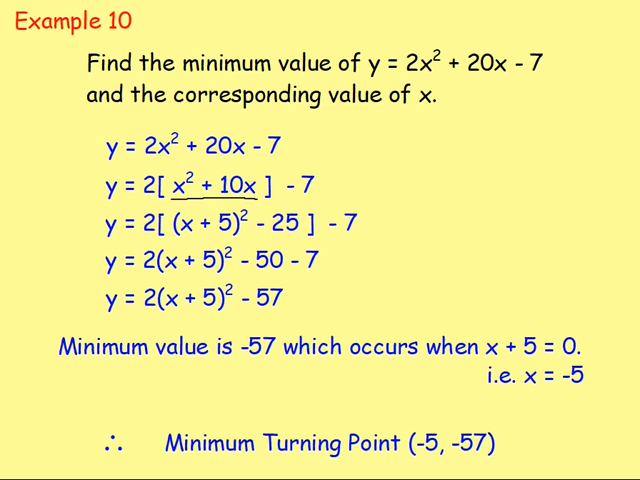 Example 10
Find the minimum value of y = 2x² + 20x - 7
and the corresponding value of x.
y = 2x² + 20x - 7
y = 2[ x² + 10x ] - 7
y = 2[ (x + 5)² - 25 ] - 7
y = 2(x + 5)² - 50 - 7
y = 2(x + 5)² - 57
Minimum value is -57 which occurs when x + 5 = 0.
i.e. x = -5
∴ Minimum Turning Point (-5, -57)